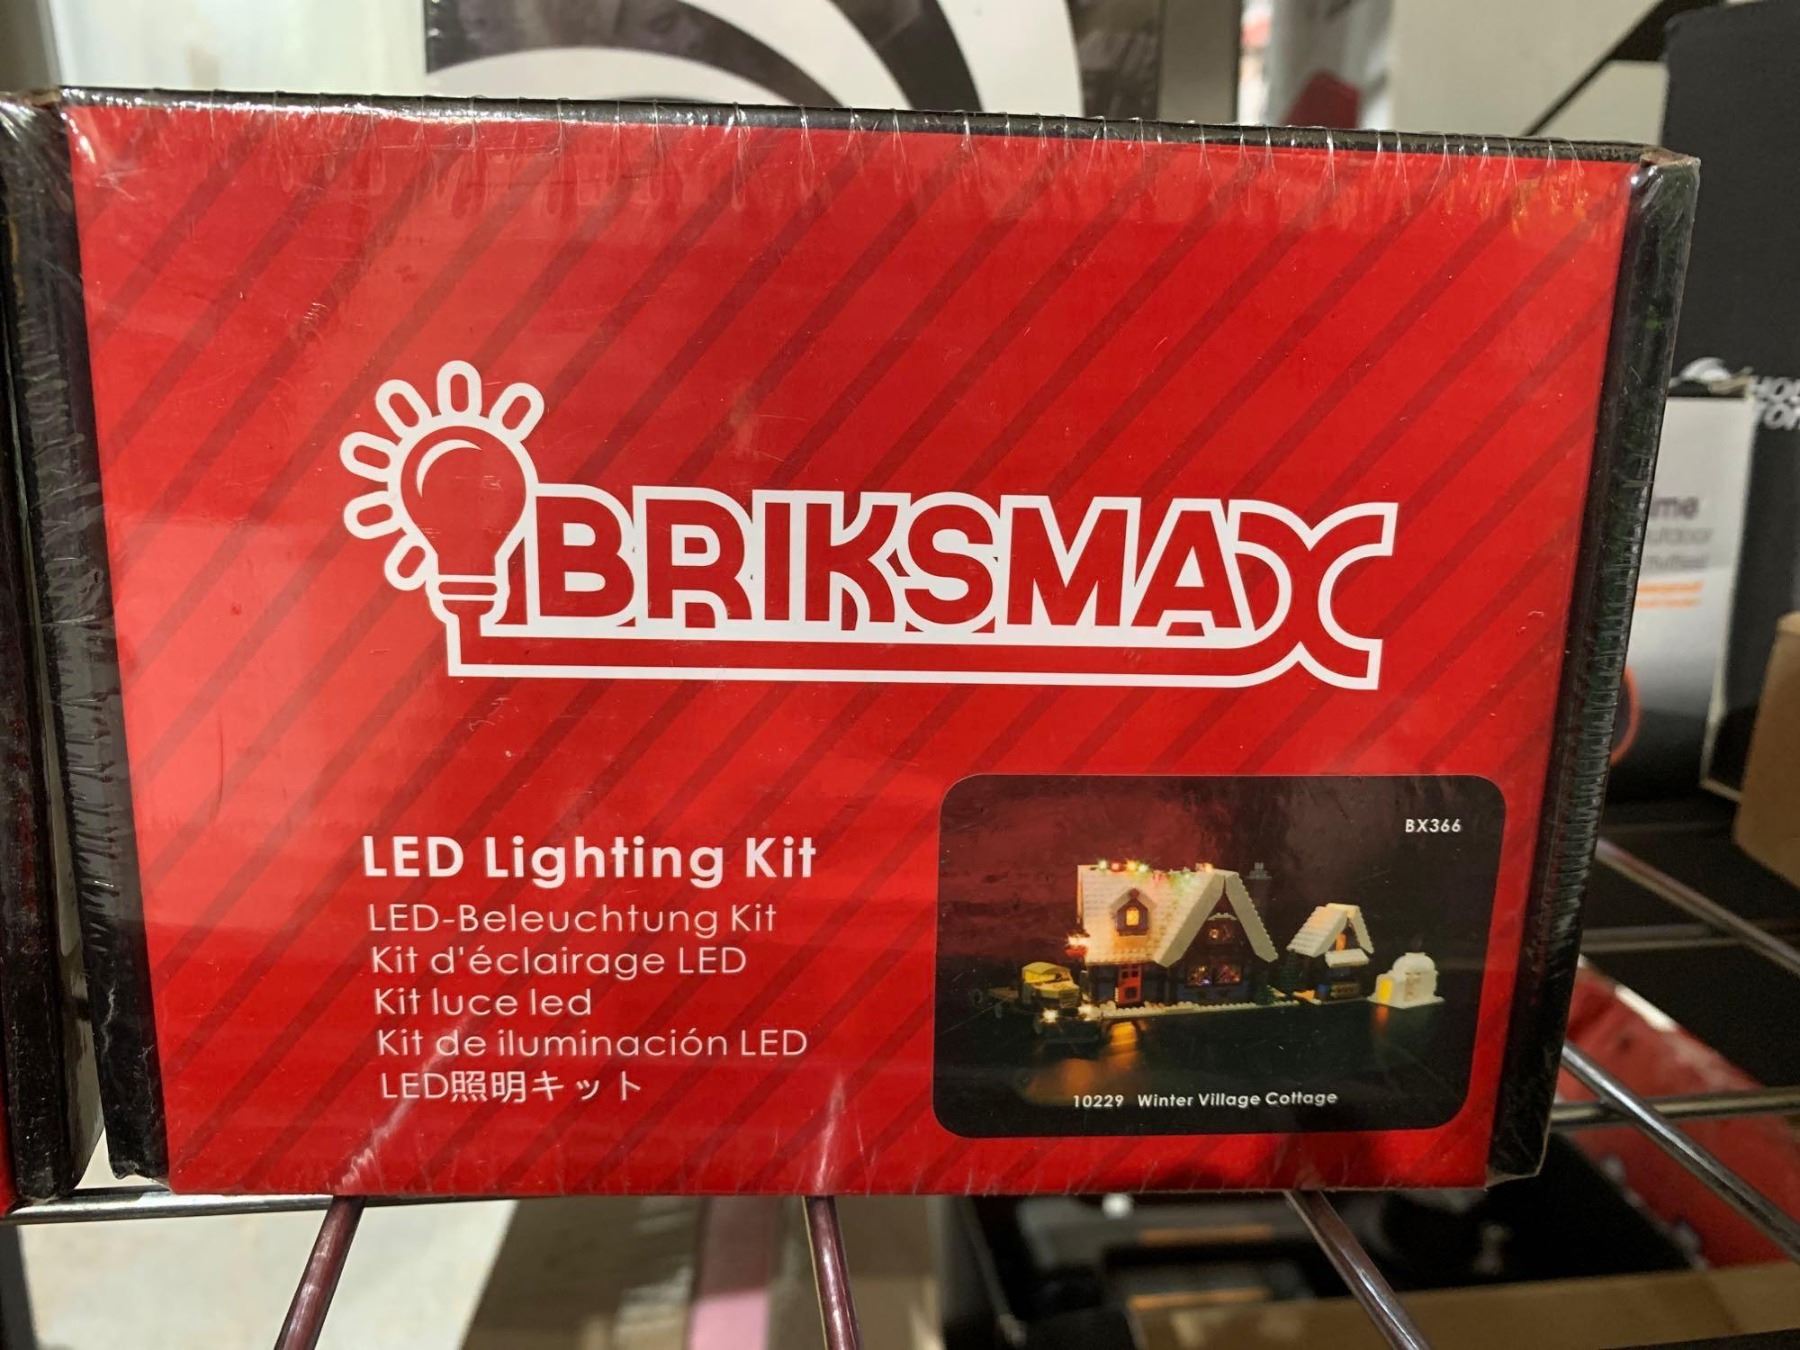 BRIKSMAX
LED Lighting Kit
LED-Beleuchtung Kit
Kit d'éclairage LED
Kit luce led
Kit de iluminación LED
LED照明キット
BX366
10229 Winter Village Cottage